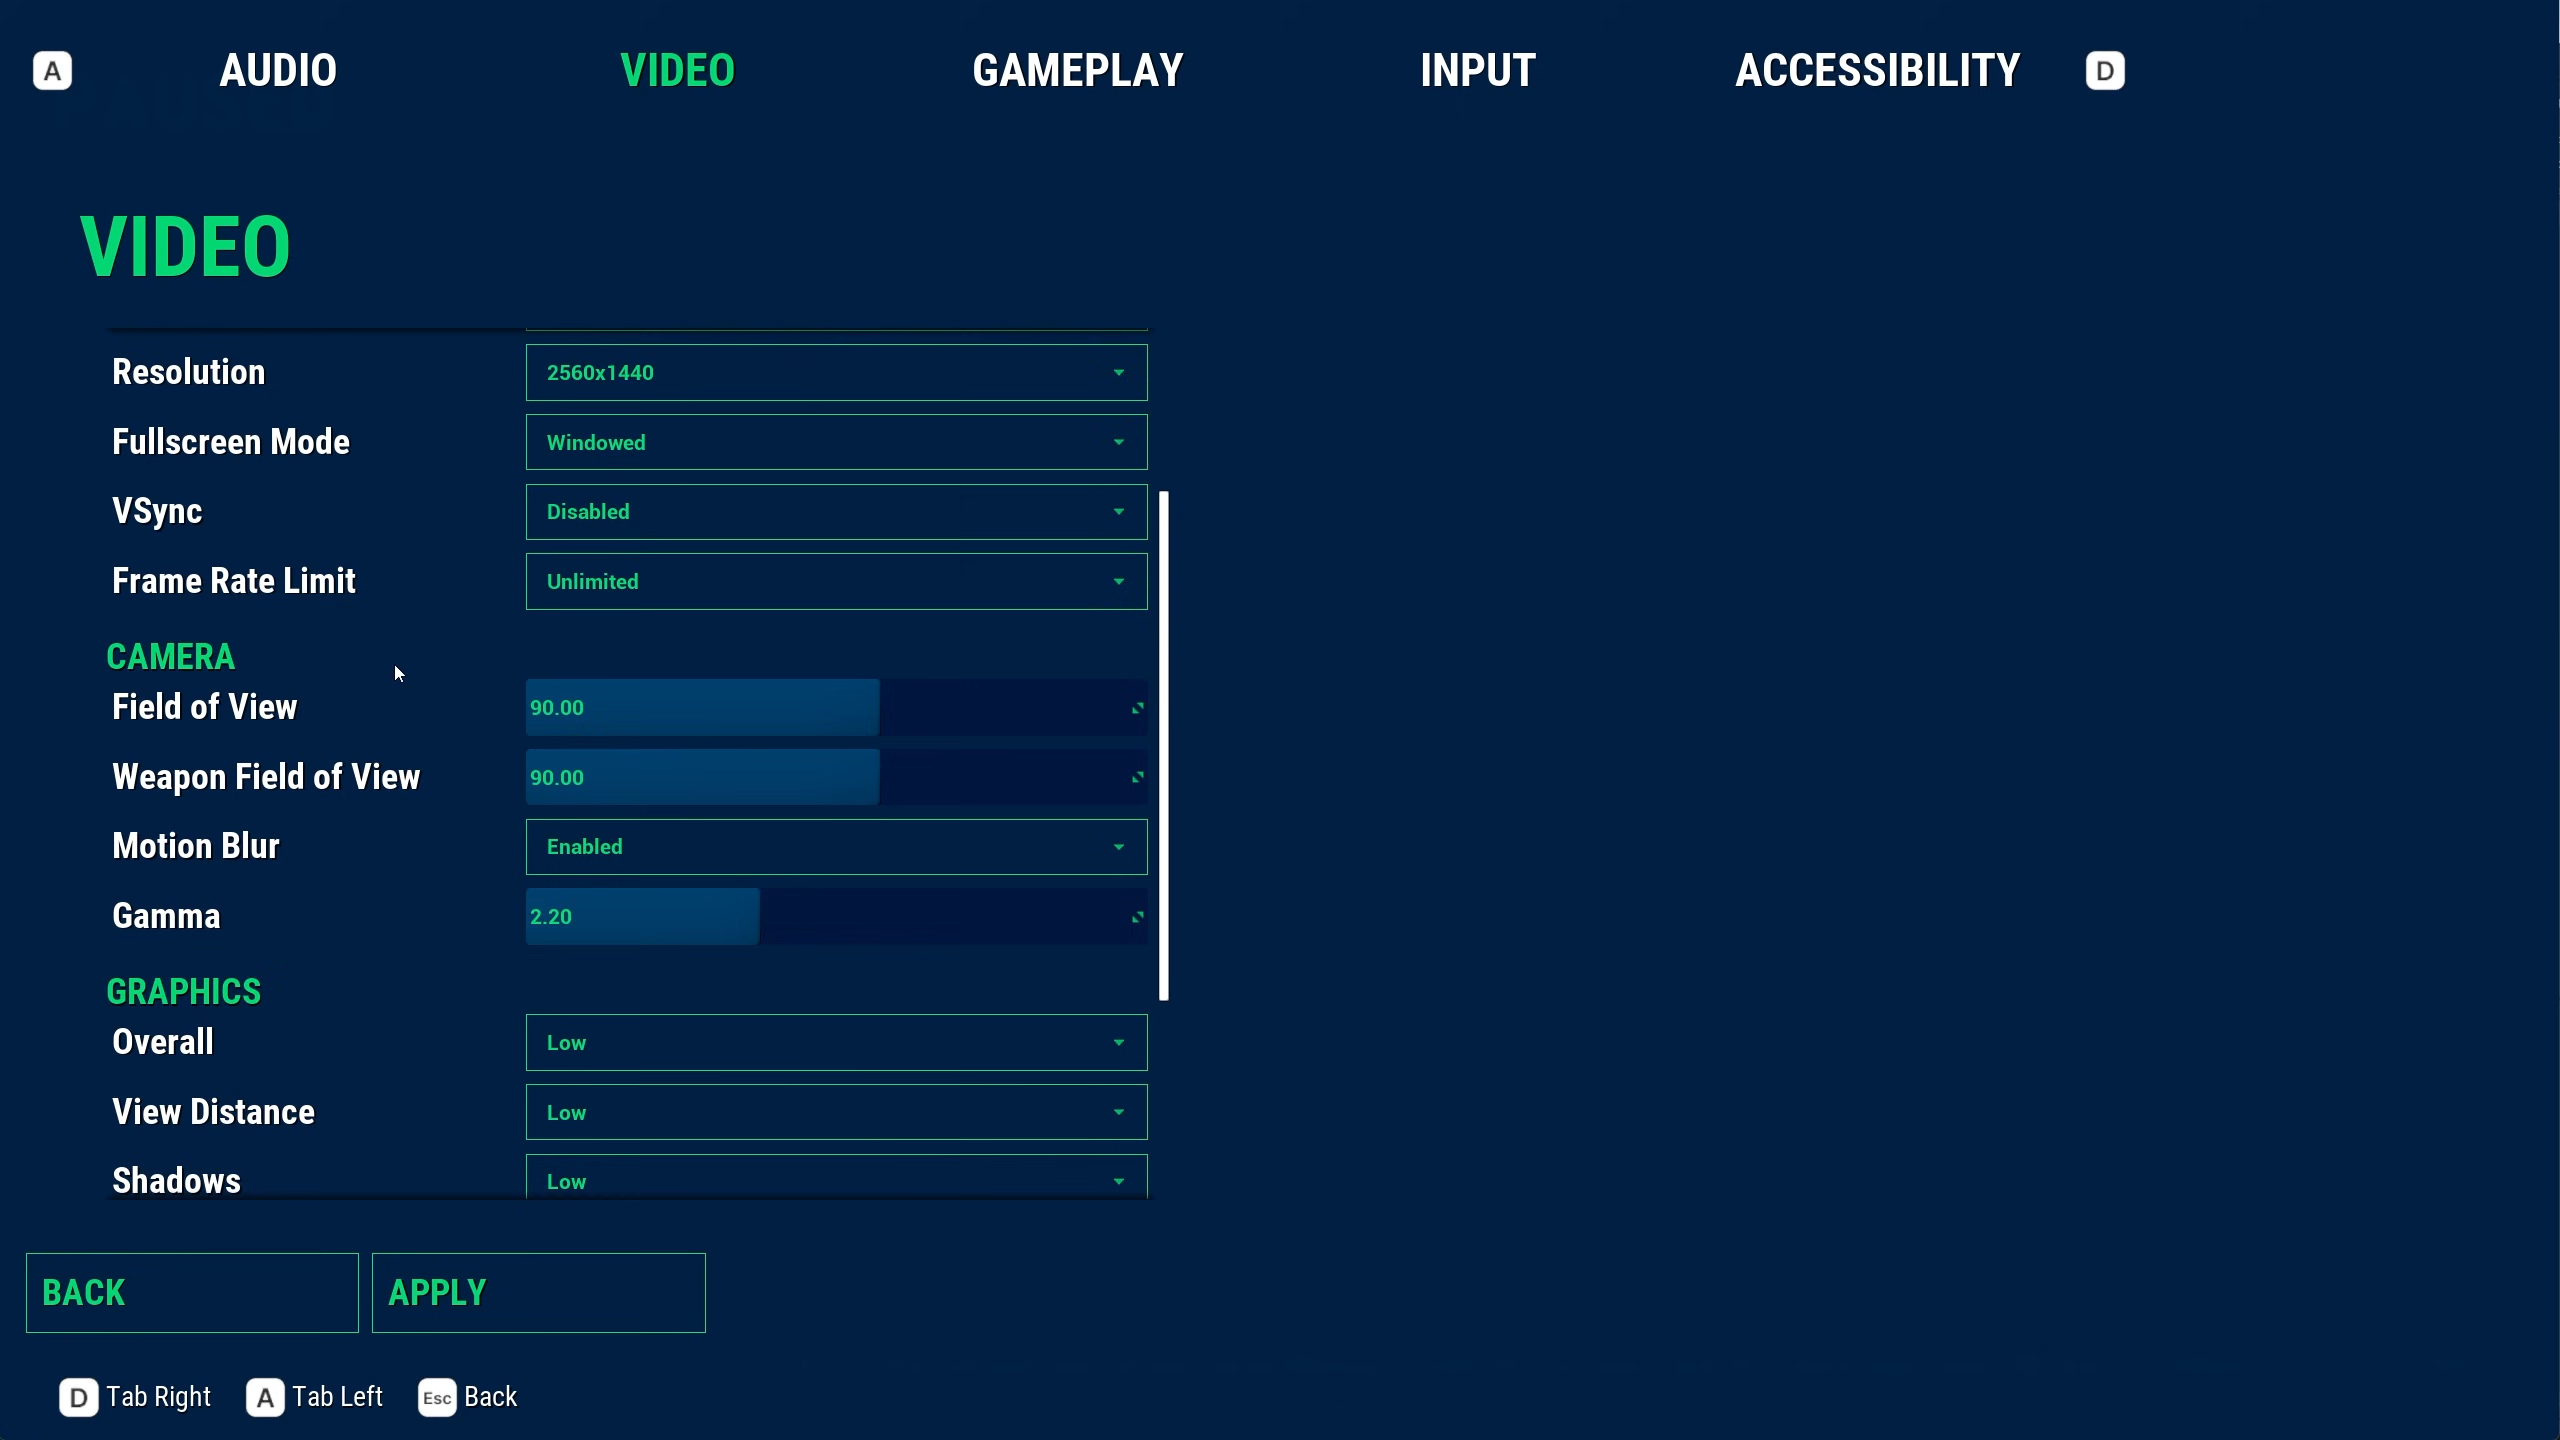 A AUDIO VIDEO GAMEPLAY INPUT ACCESSIBILITY D
VIDEO
Resolution 2560x1440
Fullscreen Mode Windowed
VSync Disabled
Frame Rate Limit Unlimited
CAMERA
Field of View 90.00
Weapon Field of View 90.00
Motion Blur Enabled
Gamma 2.20
GRAPHICS
Overall Low
View Distance Low
Shadows Low
BACK APPLY
D Tab Right A Tab Left Esc Back